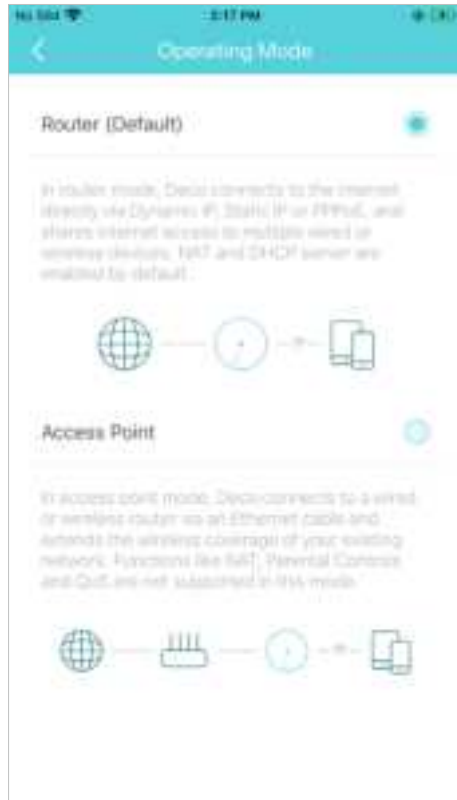 No SIM 5:17 PM
Operating Mode
Router (Default)
In router mode, Deco connects to the internet
directly via Dynamic IP, Static IP or PPPoE, and
shares internet access to multiple wired or
wireless devices. NAT and DHCP server are
enabled by default.
Access Point
In access point mode, Deco connects to a wired
or wireless router via an Ethernet cable and
extends the wireless coverage of your existing
network. Functions like NAT, Parental Controls
and QoS are not supported in this mode.